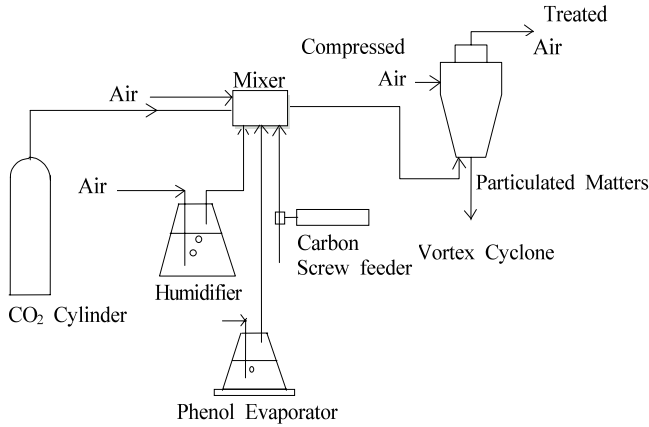 Treated
Air
Compressed
Air
Mixer
Air
Air
Particulated Matters
Carbon
Screw feeder
Vortex Cyclone
Humidifier
CO₂ Cylinder
Phenol Evaporator